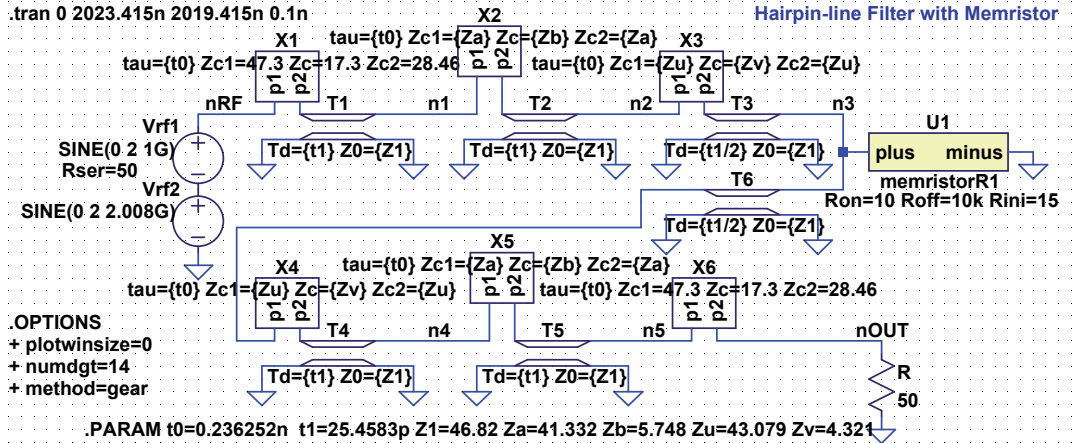 .tran 0 2023.415n 2019.415n 0.1n
Hairpin-line Filter with Memristor
X2
tau={t0} Zc1={Za} Zc={Zb} Zc2={Za}
X1
X3
tau={t0} Zc1=47.3 Zc=17.3 Zc2=28.46
tau={t0} Zc1={Zu} Zc={Zv} Zc2={Zu}
p1 p2
p1 p2
p1 p2
nRF
T1
n1
T2
n2
T3
n3
Vrf1
SINE(0 2 1G)
Rser=50
Td={t1} Z0={Z1}
Td={t1} Z0={Z1}
Td={t1/2} Z0={Z1}
U1
plus minus
memristorR1
Ron=10 Roff=10k Rini=15
Vrf2
SINE(0 2 2.008G)
T6
Td={t1/2} Z0={Z1}
X5
tau={t0} Zc1={Za} Zc={Zb} Zc2={Za}
X4
X6
tau={t0} Zc1={Zu} Zc={Zv} Zc2={Zu}
tau={t0} Zc1=47.3 Zc=17.3 Zc2=28.46
p1 p2
p1 p2
p1 p2
.OPTIONS
+ plotwinsize=0
+ numdgt=14
+ method=gear
T4
n4
T5
n5
nOUT
Td={t1} Z0={Z1}
Td={t1} Z0={Z1}
R
50
.PARAM t0=0.236252n t1=25.4583p Z1=46.82 Za=41.332 Zb=5.748 Zu=43.079 Zv=4.321